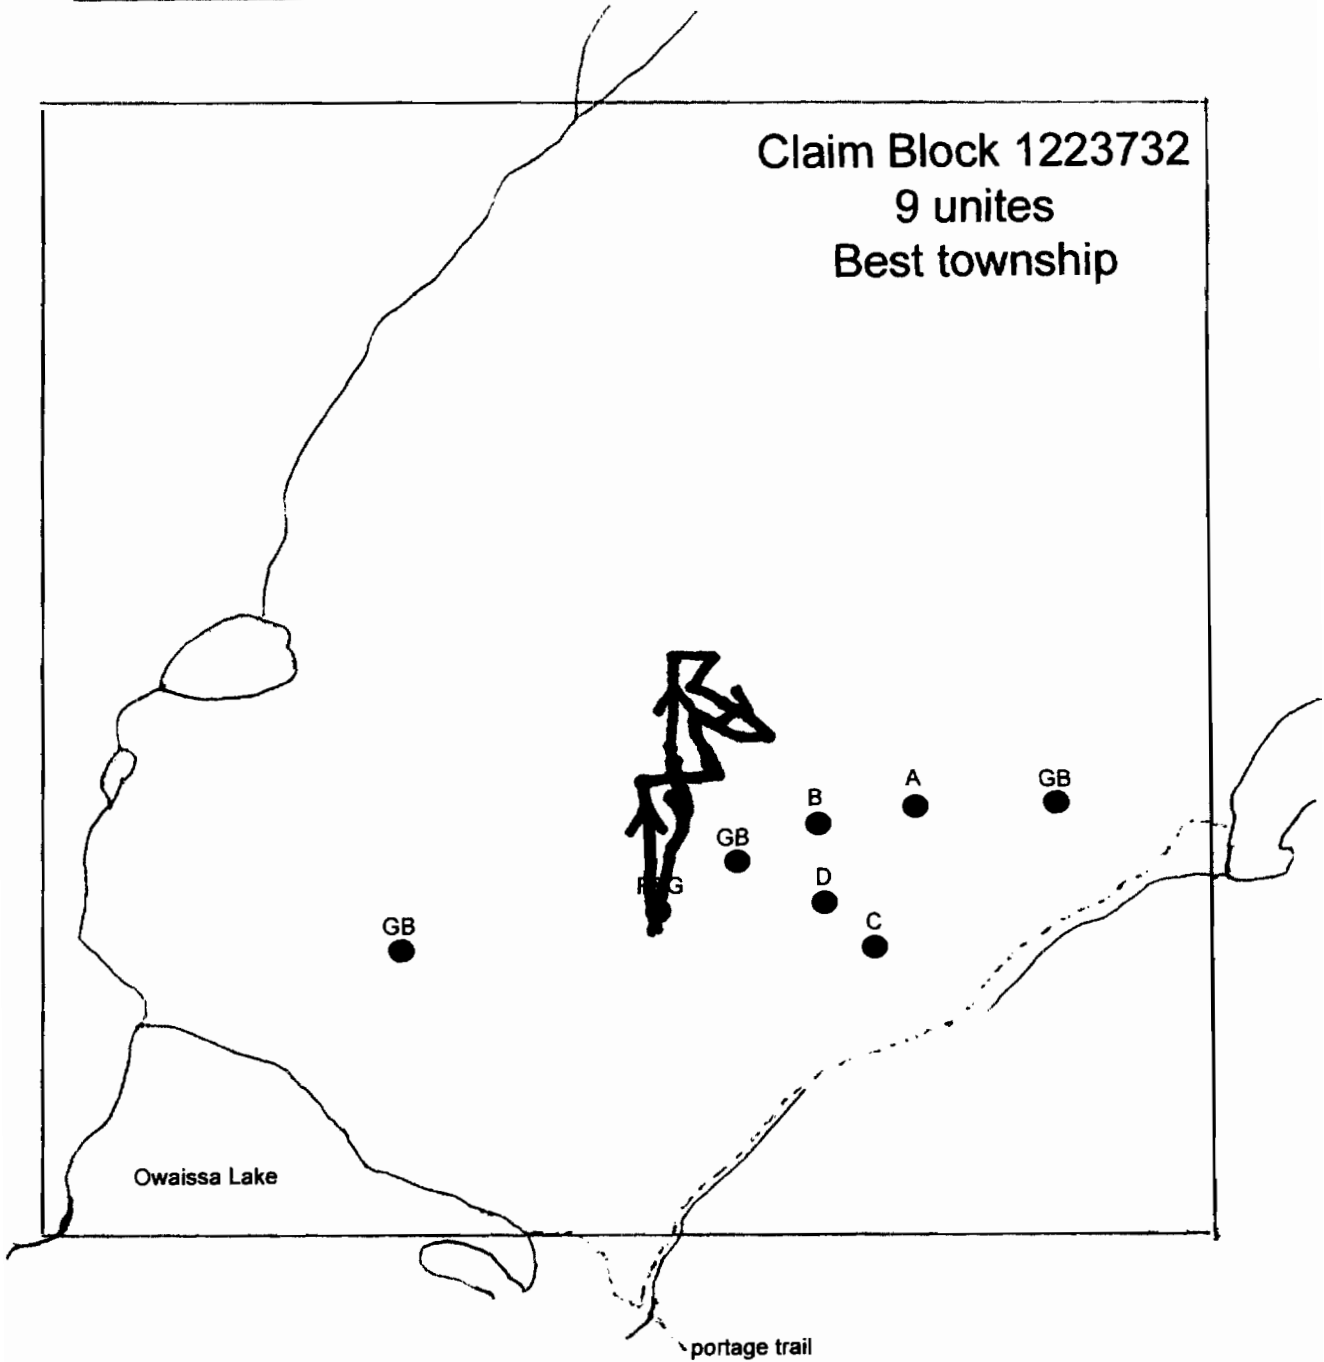 Claim Block 1223732
9 unites
Best township
A
GB
B
GB
D
C
GB
Owaissa Lake
portage trail